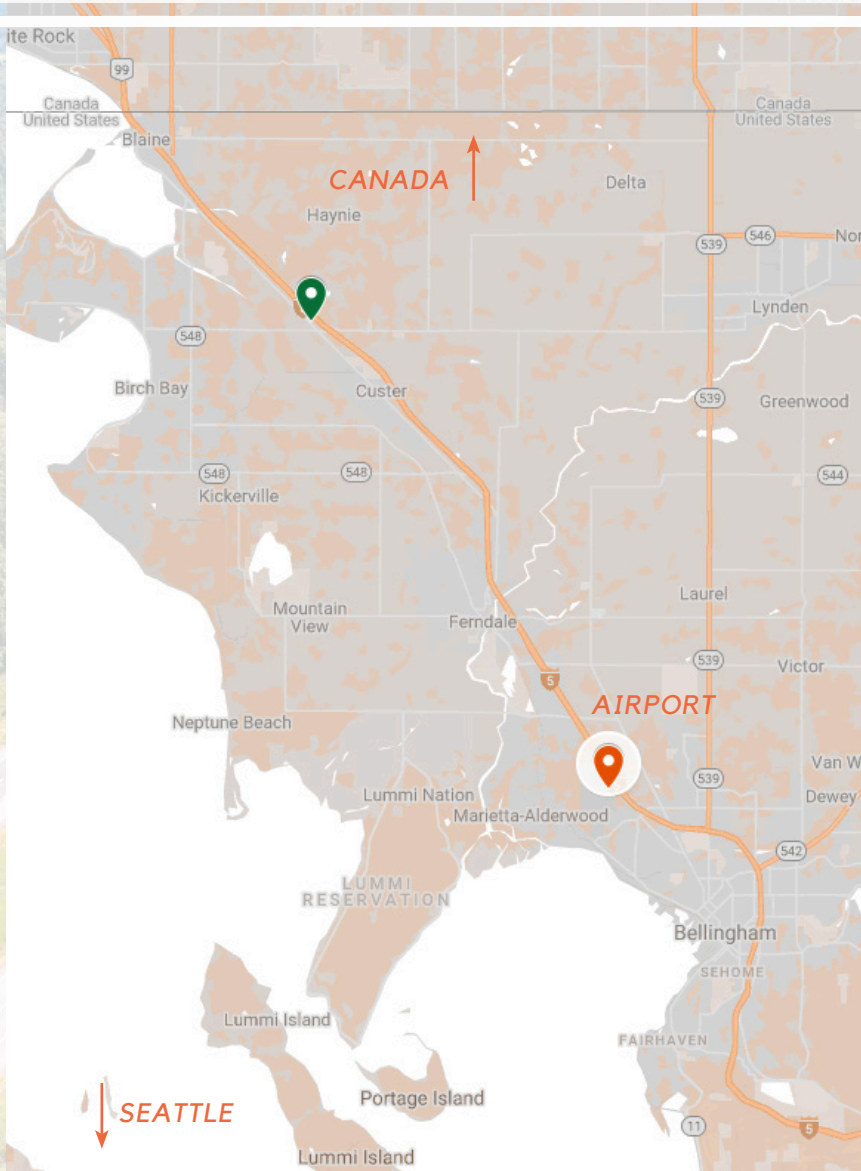 ite Rock
99
Canada
United States
Canada
United States
Blaine
CANADA
Delta
Haynie
539
546
Nor
548
Lynden
Birch Bay
Custer
539
Greenwood
548
548
544
Kickerville
Mountain
View
Laurel
Ferndale
539
Victor
5
AIRPORT
Neptune Beach
Van W
539
Lummi Nation
Dewey
Marietta-Alderwood
542
LUMMI
RESERVATION
Bellingham
SEHOME
Lummi Island
FAIRHAVEN
Portage Island
SEATTLE
11
5
Lummi Island